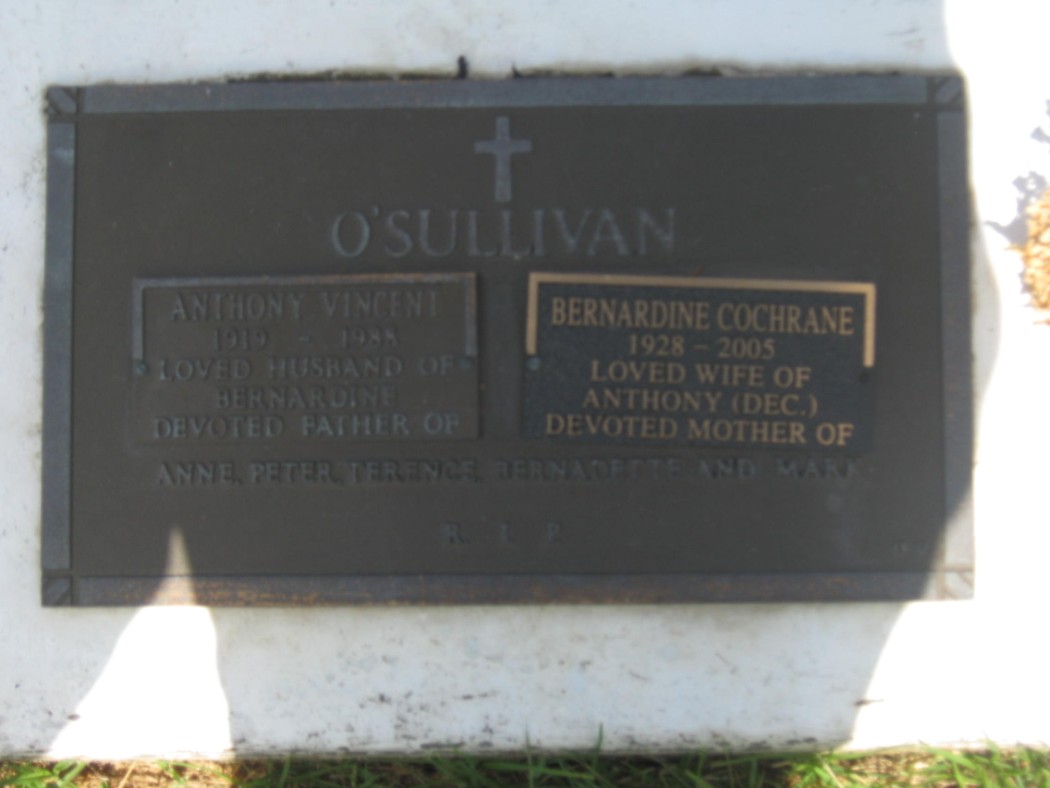 O'SULLIVAN
ANTHONY VINCENT
1919 - 1988
LOVED HUSBAND OF
BERNARDINE
DEVOTED FATHER OF
BERNARDINE COCHRANE
1928 - 2005
LOVED WIFE OF
ANTHONY (DEC.)
DEVOTED MOTHER OF
ANNE, PETER, TERENCE, BERNADETTE AND MARK
R. I. P.